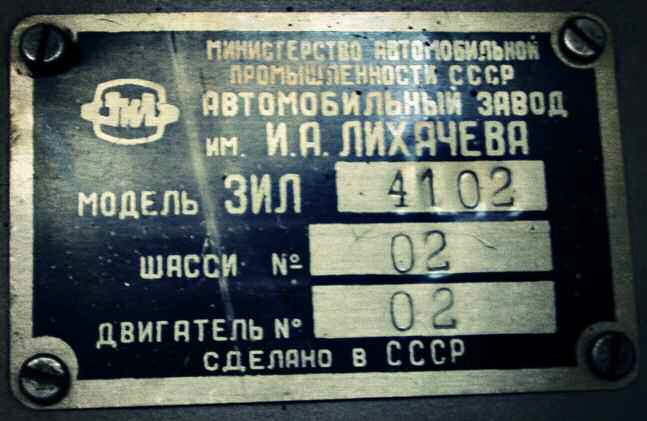 МИНИСТЕРСТВО АВТОМОБИЛЬНОЙ
ПРОМЫШЛЕННОСТИ СССР
ЗИЛ
АВТОМОБИЛЬНЫЙ ЗАВОД
ИМ. И.А. ЛИХАЧЕВА
МОДЕЛЬ ЗИЛ 4102
ШАССИ № 02
ДВИГАТЕЛЬ № 02
СДЕЛАНО В СССР